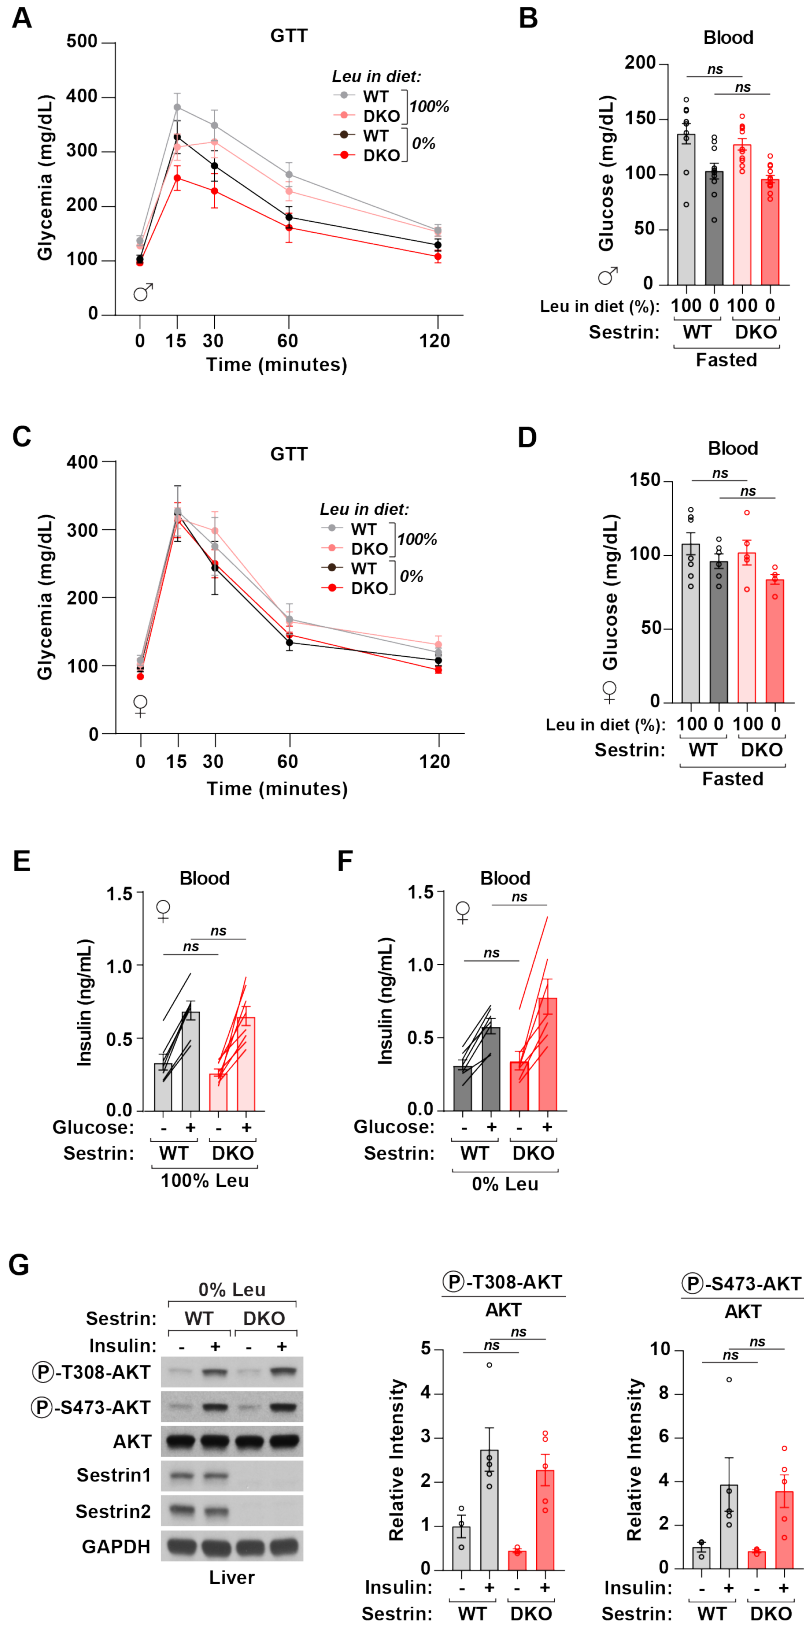 A
GTT
Glycemia (mg/dL)
500
400
300
200
100
0
Leu in diet:
WT
DKO
100%
WT
DKO
0%
♂
0 15 30 60 120
Time (minutes)
B
Blood
Glucose (mg/dL)
200
150
100
50
0
ns
ns
♂
Leu in diet (%): 100 0 100 0
Sestrin: WT DKO
Fasted
C
GTT
Glycemia (mg/dL)
400
300
200
100
0
Leu in diet:
WT
DKO
100%
WT
DKO
0%
♀
0 15 30 60 120
Time (minutes)
D
Blood
Glucose (mg/dL)
150
100
50
0
ns
ns
♀
Leu in diet (%): 100 0 100 0
Sestrin: WT DKO
Fasted
E
Blood
Insulin (ng/mL)
1.5
1.0
0.5
0.0
♀
ns
ns
Glucose: - + - +
Sestrin: WT DKO
100% Leu
F
Blood
Insulin (ng/mL)
1.5
1.0
0.5
0.0
♀
ns
ns
Glucose: - + - +
Sestrin: WT DKO
0% Leu
G
0% Leu
Sestrin: WT DKO
Insulin: - + - +
Ⓟ-T308-AKT
Ⓟ-S473-AKT
AKT
Sestrin1
Sestrin2
GAPDH
Liver
Ⓟ-T308-AKT
AKT
Relative Intensity
5
4
3
2
1
0
ns
ns
Insulin: - + - +
Sestrin: WT DKO
Ⓟ-S473-AKT
AKT
Relative Intensity
10
8
6
4
2
0
ns
ns
Insulin: - + - +
Sestrin: WT DKO